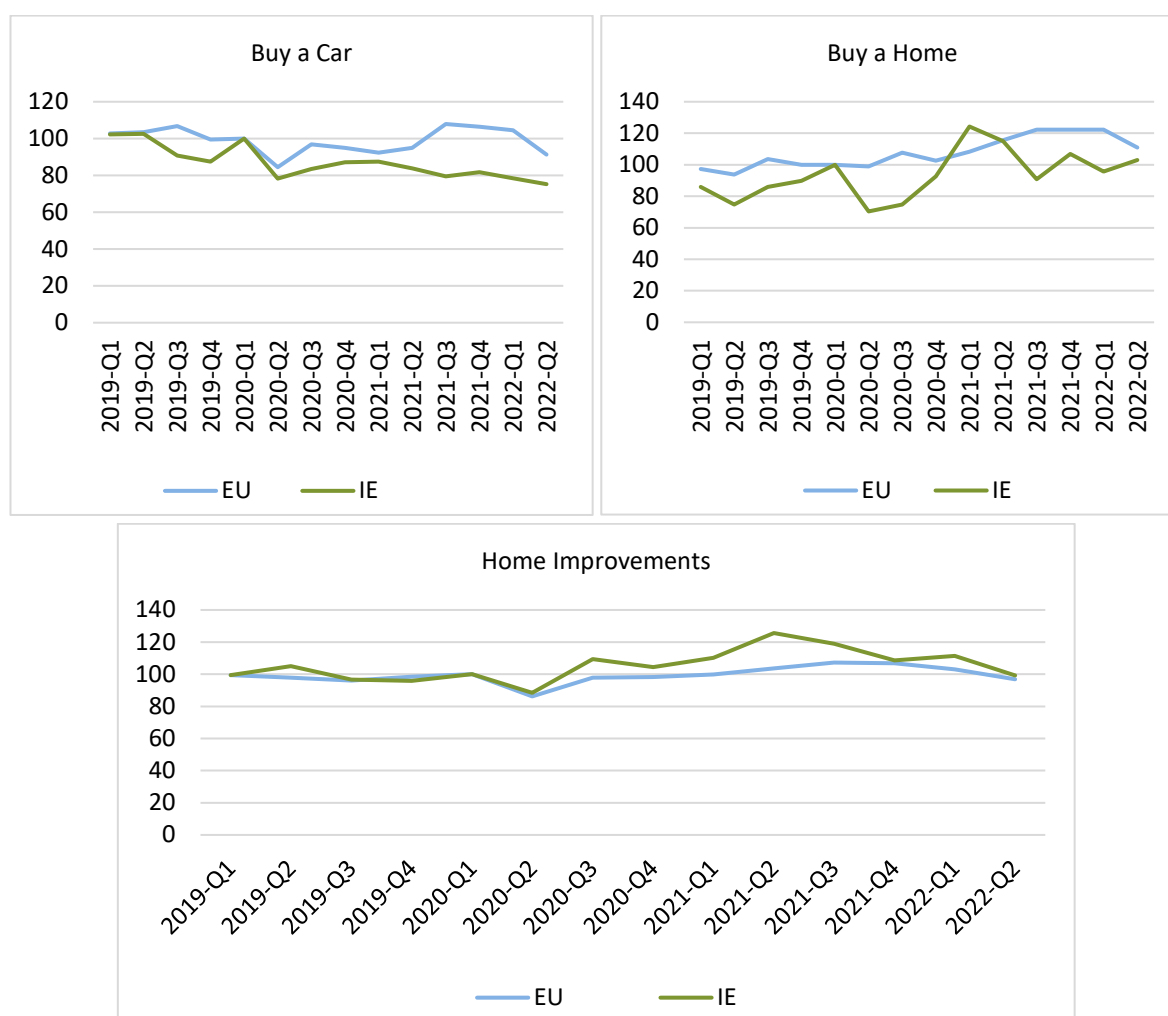 Buy a Car
120
100
80
60
40
20
0
2019-Q1
2019-Q2
2019-Q3
2019-Q4
2020-Q1
2020-Q2
2020-Q3
2020-Q4
2021-Q1
2021-Q2
2021-Q3
2021-Q4
2022-Q1
2022-Q2
EU IE
Buy a Home
140
120
100
80
60
40
20
0
2019-Q1
2019-Q2
2019-Q3
2019-Q4
2020-Q1
2020-Q2
2020-Q3
2020-Q4
2021-Q1
2021-Q2
2021-Q3
2021-Q4
2022-Q1
2022-Q2
EU IE
Home Improvements
140
120
100
80
60
40
20
0
2019-Q1
2019-Q2
2019-Q3
2019-Q4
2020-Q1
2020-Q2
2020-Q3
2020-Q4
2021-Q1
2021-Q2
2021-Q3
2021-Q4
2022-Q1
2022-Q2
EU IE